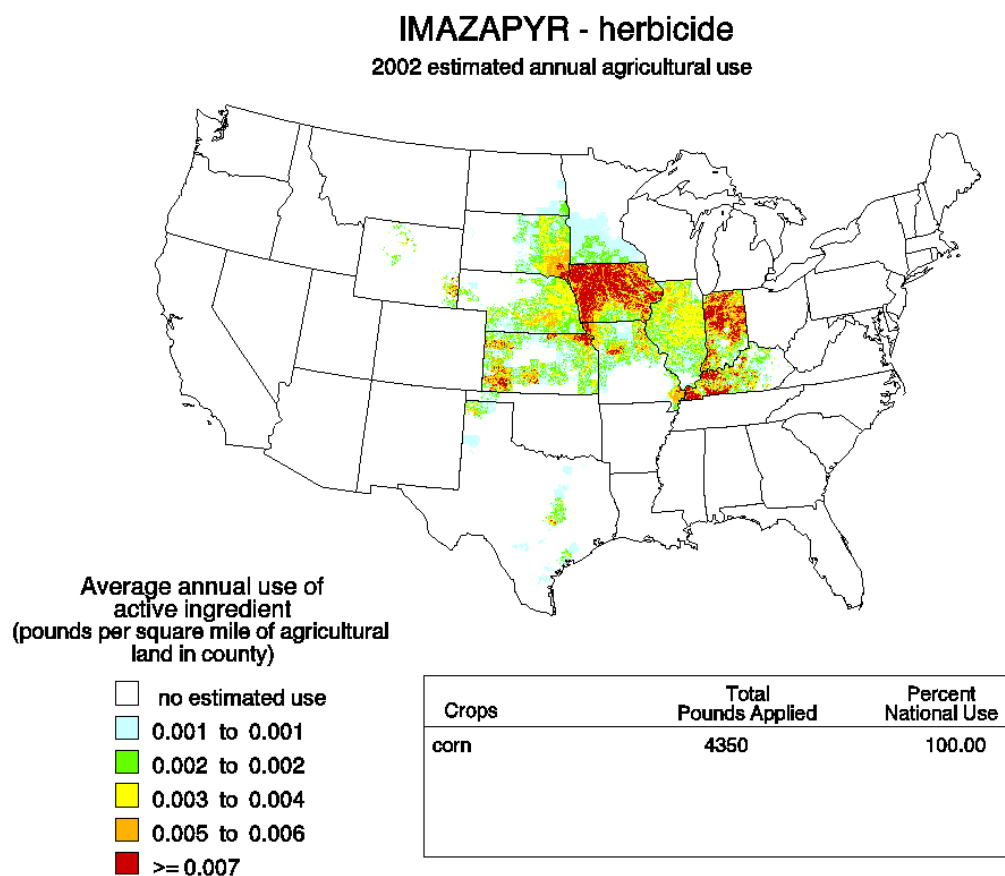 IMAZAPYR - herbicide
2002 estimated annual agricultural use
Average annual use of
active ingredient
(pounds per square mile of agricultural
land in county)
no estimated use
0.001 to 0.001
0.002 to 0.002
0.003 to 0.004
0.005 to 0.006
>= 0.007
Crops Total Pounds Applied Percent National Use
corn 4350 100.00